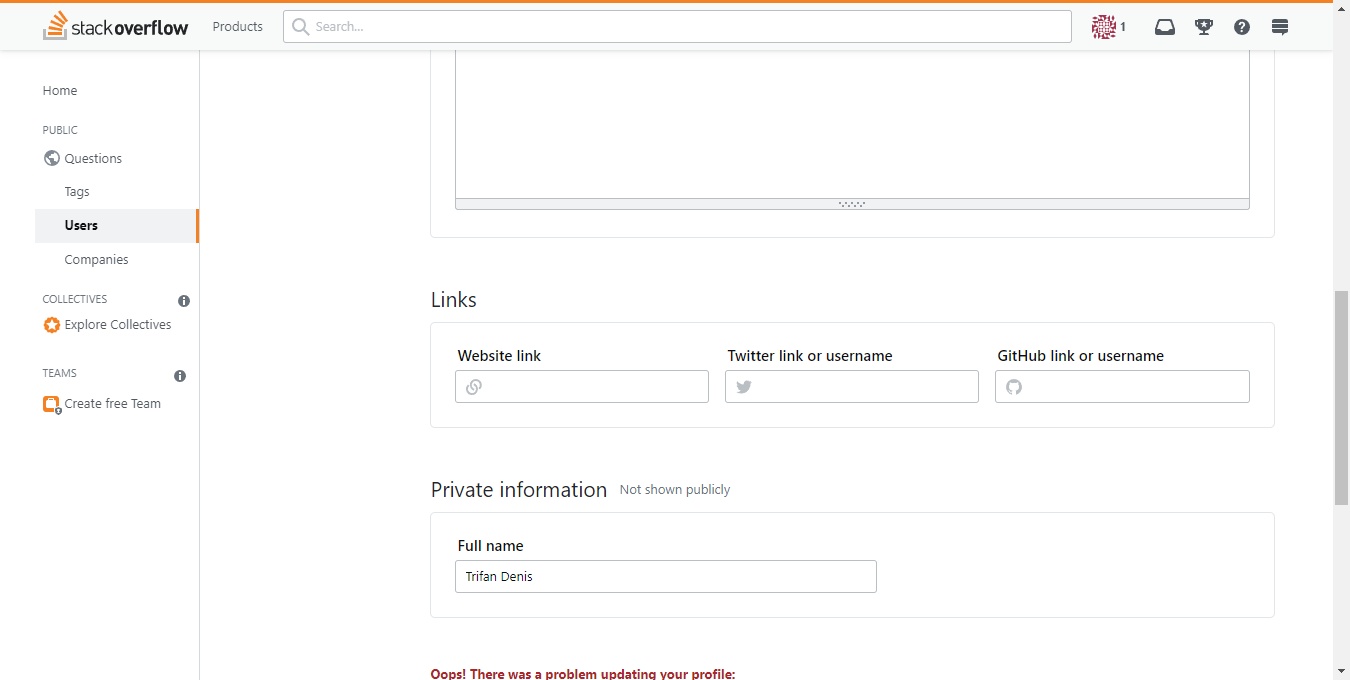 stackoverflow
Products
Search...
1
Home
PUBLIC
Questions
Tags
Users
Companies
COLLECTIVES
Explore Collectives
TEAMS
Create free Team
Links
Website link
Twitter link or username
GitHub link or username
Private information Not shown publicly
Full name
Trifan Denis
Oops! There was a problem updating your profile: